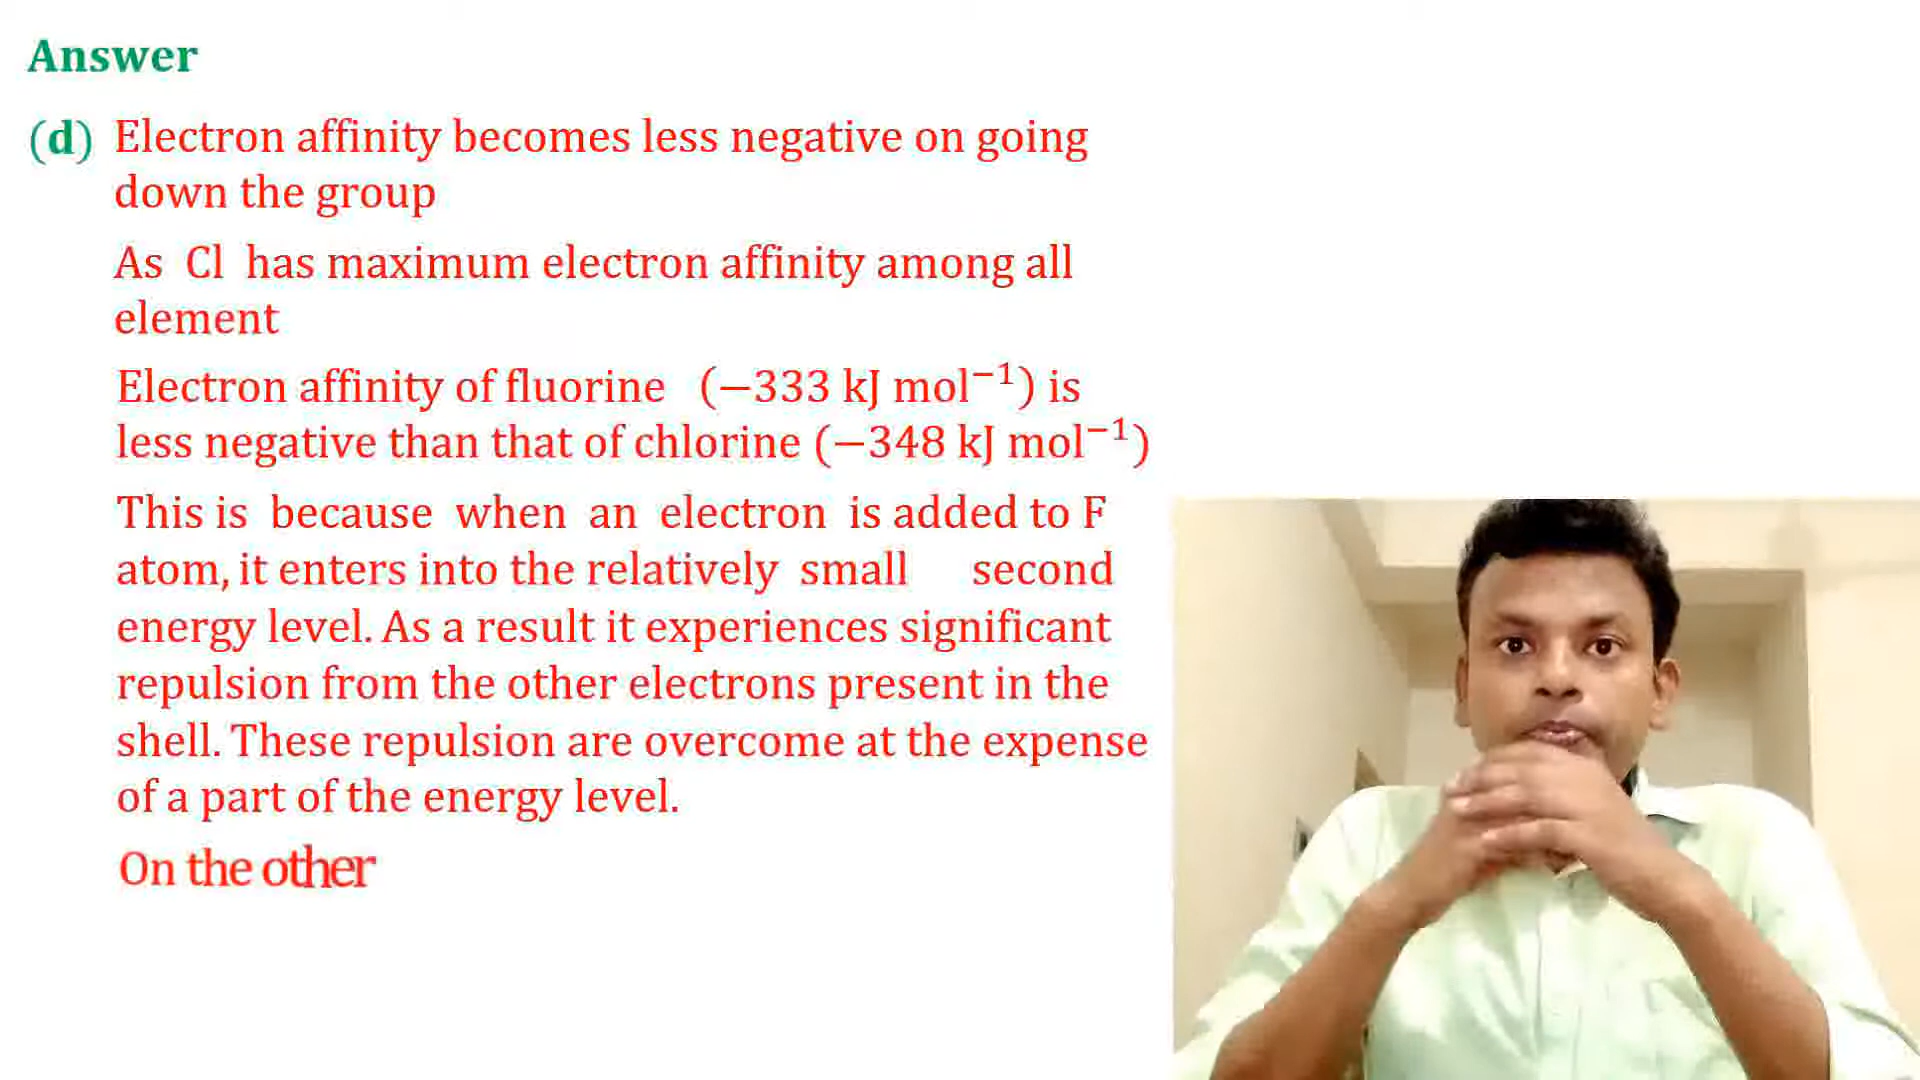 Answer
(d) Electron affinity becomes less negative on going
down the group
As Cl has maximum electron affinity among all
element
Electron affinity of fluorine (−333 kJ mol⁻¹) is
less negative than that of chlorine (−348 kJ mol⁻¹)
This is because when an electron is added to F
atom, it enters into the relatively small second
energy level. As a result it experiences significant
repulsion from the other electrons present in the
shell. These repulsion are overcome at the expense
of a part of the energy level.
On the other